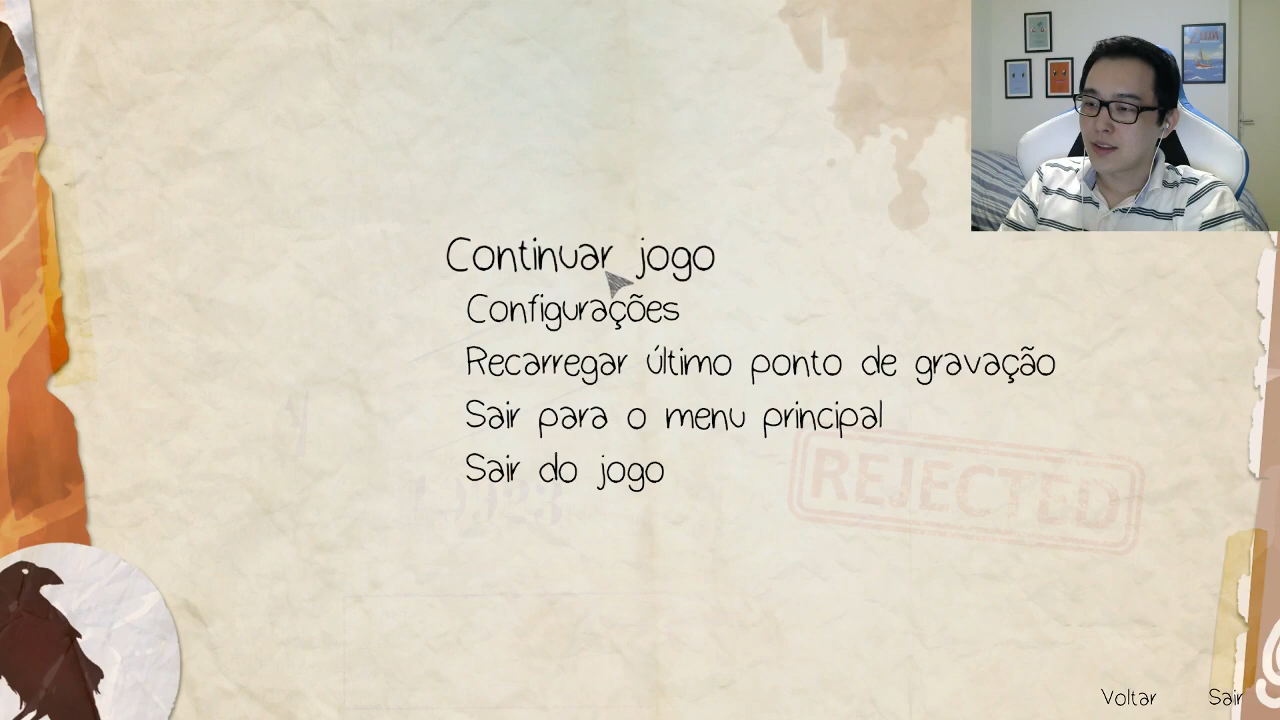 Continuar jogo
Configurações
Recarregar último ponto de gravação
Sair para o menu principal
Sair do jogo
REJECTED
Voltar
Sair